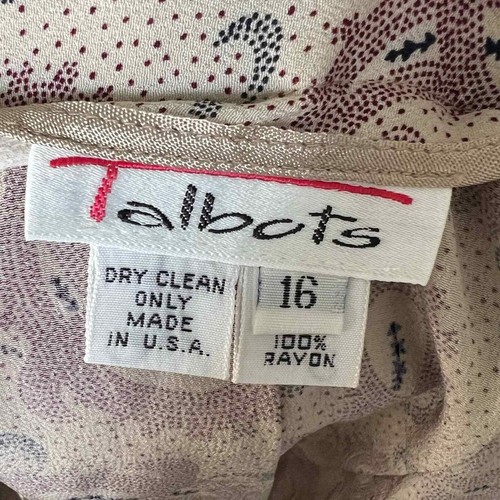 Talbots
DRY CLEAN
ONLY
MADE
IN U.S.A.
16
100%
RAYON